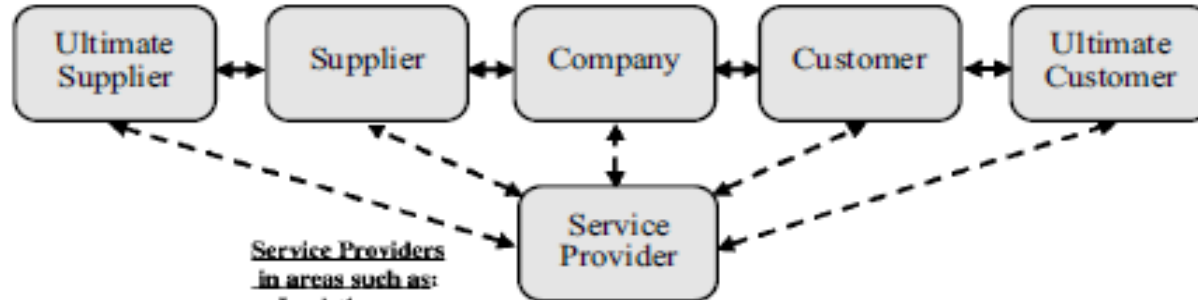 Ultimate
Supplier
Supplier
Company
Customer
Ultimate
Customer
Service
Provider
Service Providers
in areas such as: